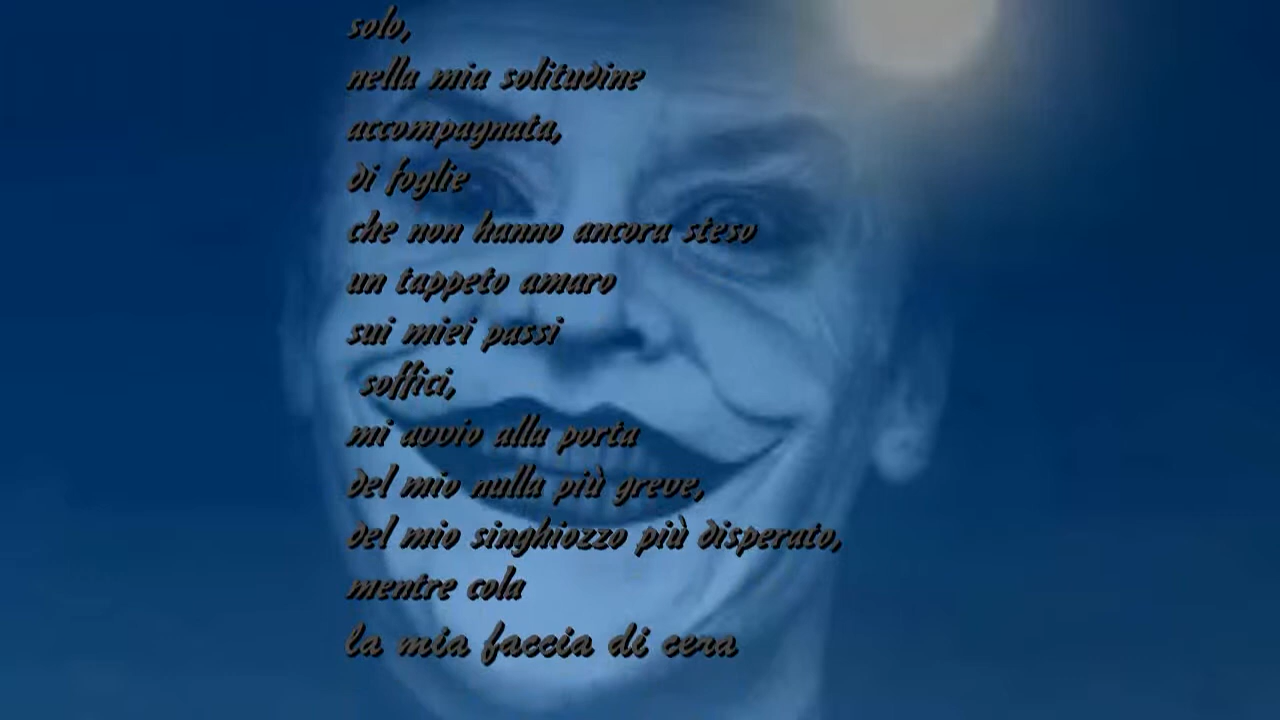 solo,
nella mia solitudine
accompagnata,
di foglie
che non hanno ancora steso
un tappeto amaro
sui miei passi
soffici,
mi avvio alla porta
del mio nulla più greve,
del mio singhiozzo più disperato,
mentre cola
la mia faccia di cera